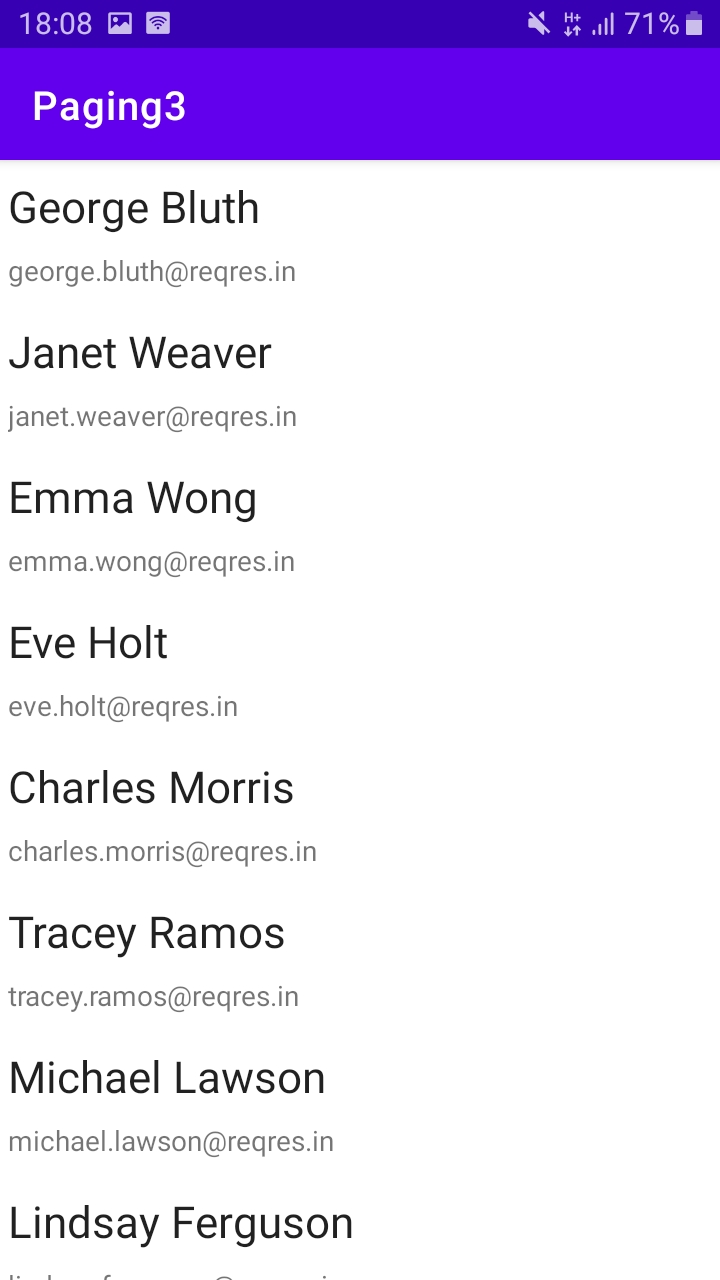 18:08 H+ 71%
Paging3
George Bluth
george.bluth@reqres.in
Janet Weaver
janet.weaver@reqres.in
Emma Wong
emma.wong@reqres.in
Eve Holt
eve.holt@reqres.in
Charles Morris
charles.morris@reqres.in
Tracey Ramos
tracey.ramos@reqres.in
Michael Lawson
michael.lawson@reqres.in
Lindsay Ferguson